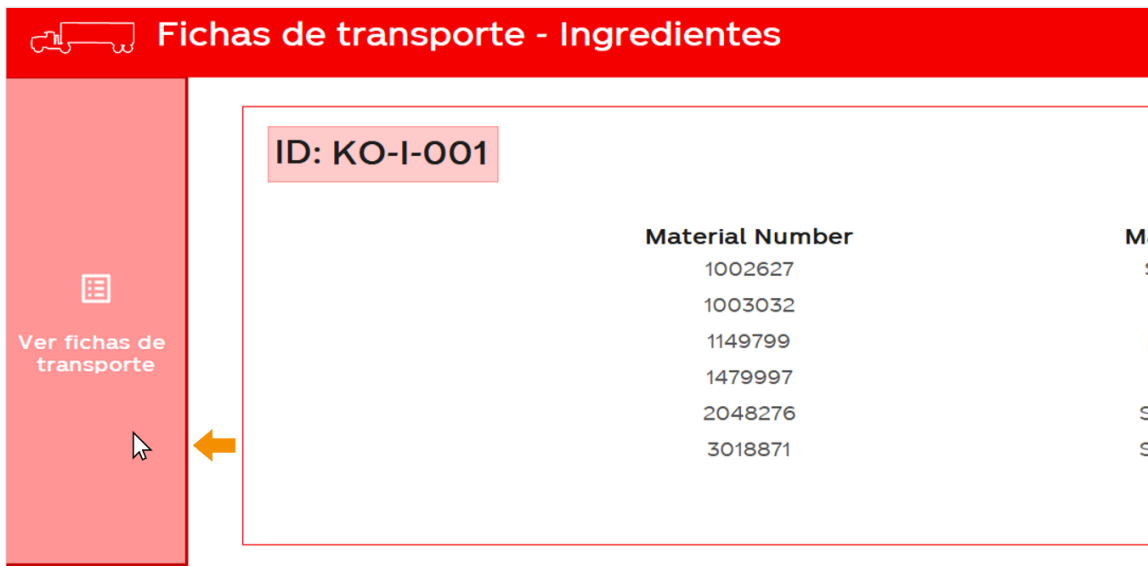 Fichas de transporte - Ingredientes
ID: KO-I-001
Material Number
1002627
1003032
1149799
1479997
2048276
3018871
Ver fichas de
transporte